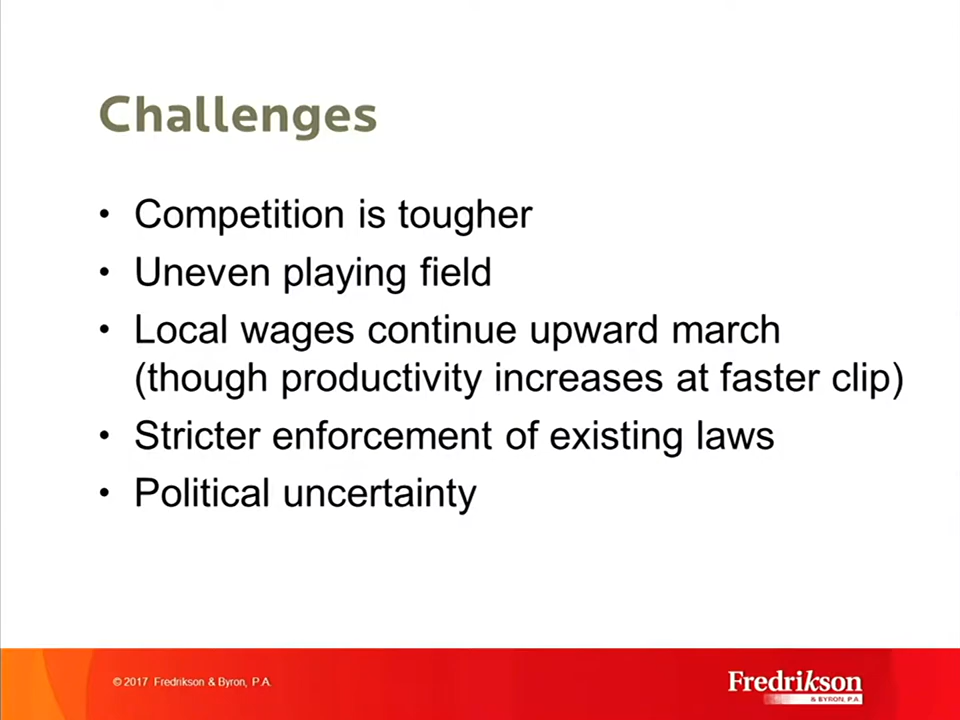 Challenges
• Competition is tougher
• Uneven playing field
• Local wages continue upward march
(though productivity increases at faster clip)
• Stricter enforcement of existing laws
• Political uncertainty
© 2017 Fredrikson & Byron, P.A.
Fredrikson
& BYRON, P.A.